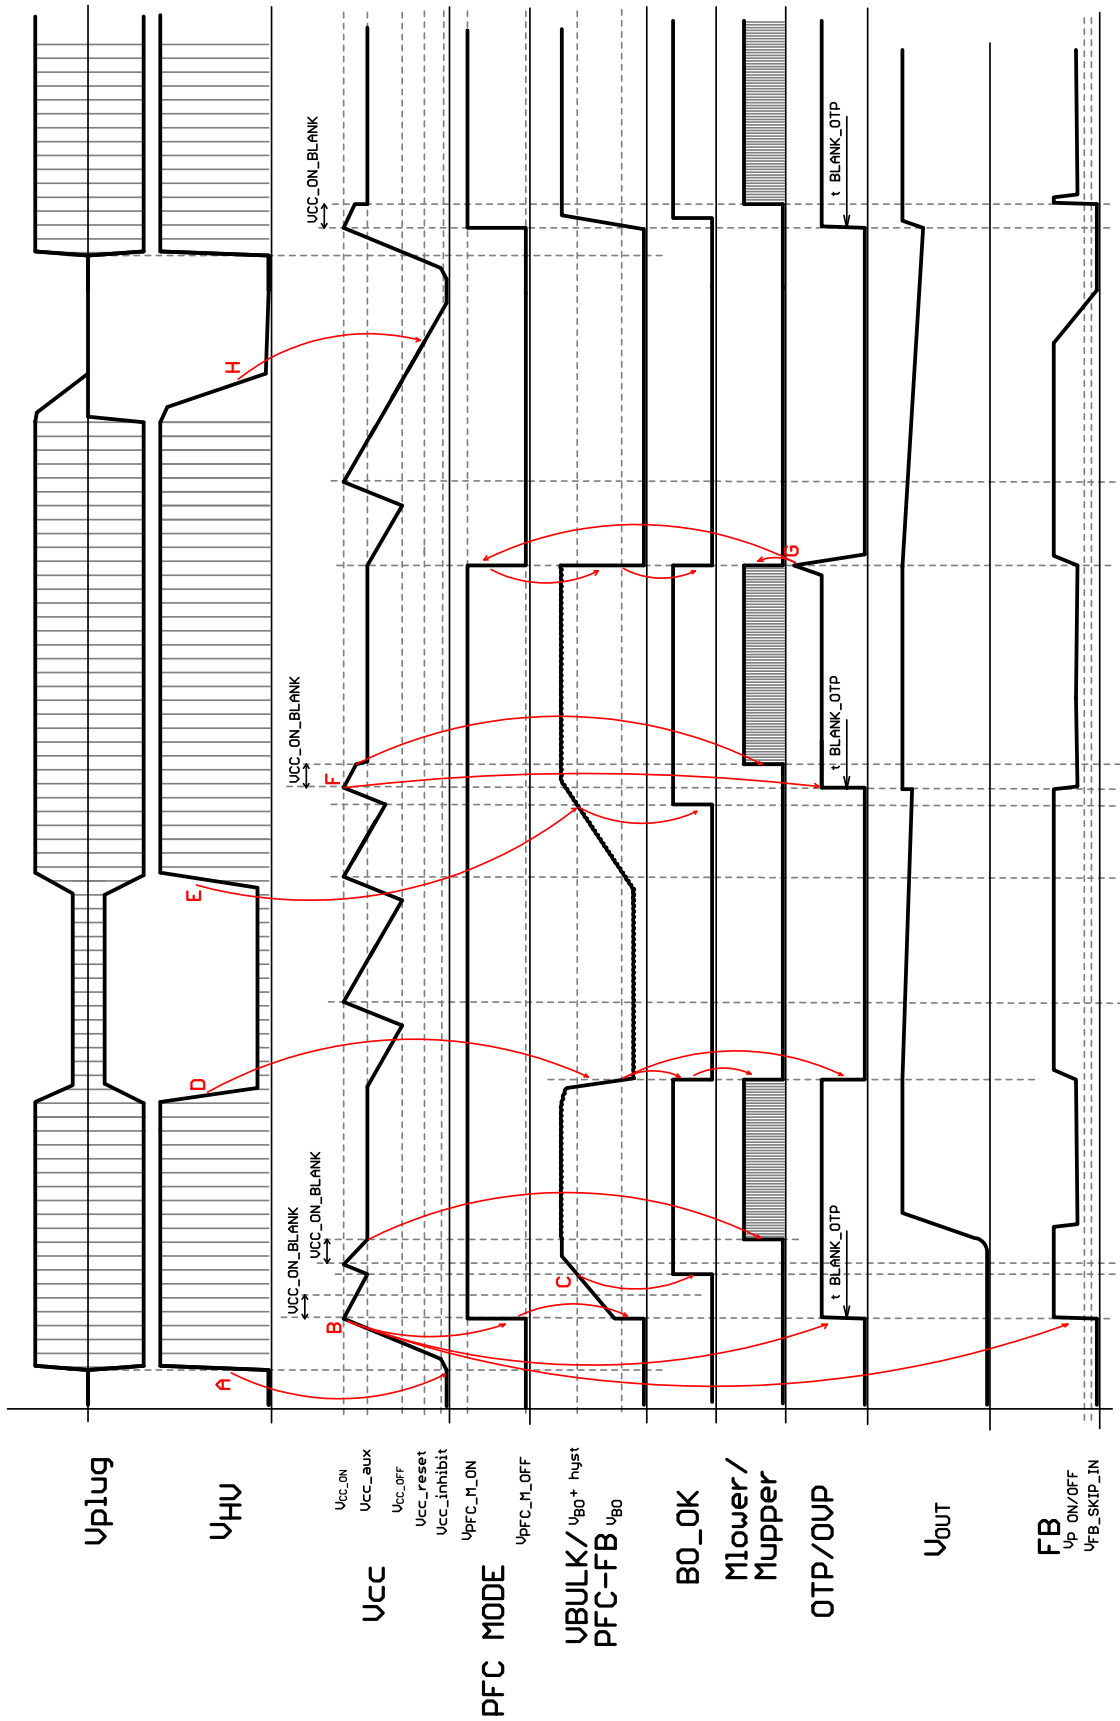 Vplug
VHV
Vcc
VCC_ON
Vcc_aux
VCC_OFF
Vcc_reset
Vcc_inhibit
PFC MODE
VPFC_M_ON
VPFC_M_OFF
VBULK/
PFC-FB
VBO+ hyst
VBO
BO_OK
Mlower/
Mupper
OTP/OVP
VOUT
FB
VP ON/OFF
VFB_SKIP_IN
A
B
C
D
E
F
G
H
VCC_ON_BLANK
VCC_ON_BLANK
VCC_ON_BLANK
VCC_ON_BLANK
t BLANK_OTP
t BLANK_OTP
t BLANK_OTP